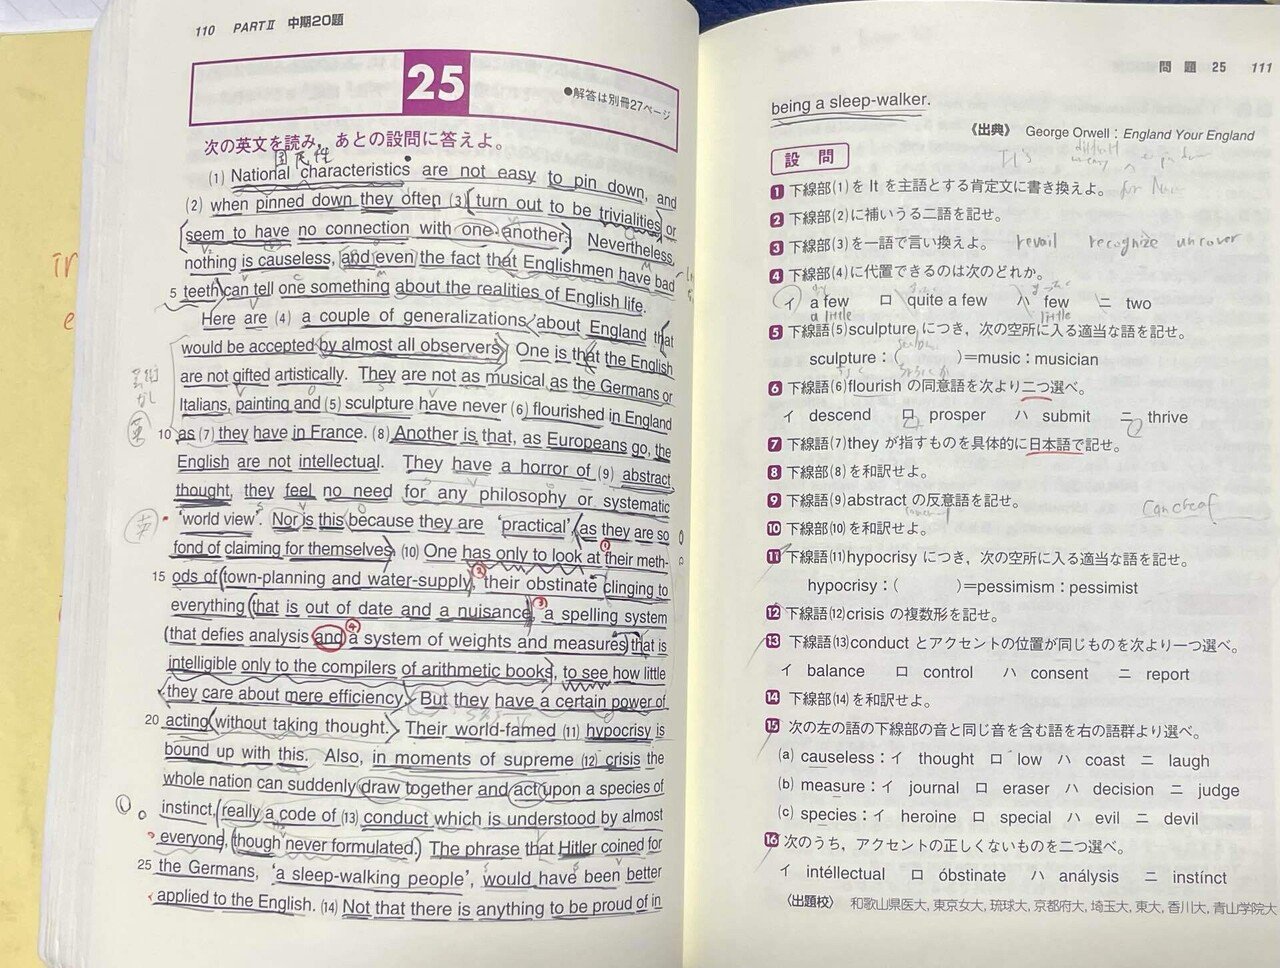 110 PART II 中期20題
25
●解答は別冊27ページ
次の英文を読み,あとの設問に答えよ。
国民性
(1) National characteristics are not easy to pin down, and
(2) when pinned down they often (3) turn out to be trivialities or
seem to have no connection with one another. Nevertheless,
nothing is causeless, and even the fact that Englishmen have bad
5 teeth can tell one something about the realities of English life.
Here are (4) a couple of generalizations about England that
would be accepted by almost all observers. One is that the English
are not gifted artistically. They are not as musical as the Germans or
Italians, painting and (5) sculpture have never (6) flourished in England
10 as (7) they have in France. (8) Another is that, as Europeans go, the
English are not intellectual. They have a horror of (9) abstract
thought, they feel no need for any philosophy or systematic
'world view'. Nor is this because they are 'practical', as they are so
fond of claiming for themselves. (10) One has only to look at their meth-
15 ods of town-planning and water-supply, their obstinate clinging to
everything that is out of date and a nuisance, a spelling system
that defies analysis and a system of weights and measures that is
intelligible only to the compilers of arithmetic books, to see how little
they care about mere efficiency. But they have a certain power of
20 acting without taking thought. Their world-famed (11) hypocrisy is
bound up with this. Also, in moments of supreme (12) crisis the
whole nation can suddenly draw together and act upon a species of
instinct, really a code of (13) conduct which is understood by almost
everyone, though never formulated. The phrase that Hitler coined for
25 the Germans, 'a sleep-walking people', would have been better
applied to the English. (14) Not that there is anything to be proud of in
問題 25 111
being a sleep-walker.
《出典》 George Orwell : England Your England
設問
It's difficult
1 下線部(1)を It を主語とする肯定文に書き換えよ。
2 下線部(2)に補いうる二語を記せ。
3 下線部(3)を一語で言い換えよ。 revail recognize uncover
4 下線部(4)に代置できるのは次のどれか。
イ a few ロ quite a few ハ few ニ two
a little little
5 下線語(5)sculpture につき,次の空所に入る適当な語を記せ。
sculpture : ( )=music : musician
6 下線語(6)flourish の同意語を次より二つ選べ。
イ descend ロ prosper ハ submit ニ thrive
7 下線語(7)they が指すものを具体的に日本語で記せ。
8 下線部(8)を和訳せよ。
9 下線語(9)abstract の反意語を記せ。
10 下線部(10)を和訳せよ。
11 下線語(11)hypocrisy につき,次の空所に入る適当な語を記せ。
hypocrisy : ( )=pessimism : pessimist
12 下線語(12)crisis の複数形を記せ。
13 下線語(13)conduct とアクセントの位置が同じものを次より一つ選べ。
イ balance ロ control ハ consent ニ report
14 下線部(14)を和訳せよ。
15 次の左の語の下線部の音と同じ音を含む語を右の語群より選べ。
(a) causeless : イ thought ロ low ハ coast ニ laugh
(b) measure : イ journal ロ eraser ハ decision ニ judge
(c) species : イ heroine ロ special ハ evil ニ devil
16 次のうち,アクセントの正しくないものを二つ選べ。
イ intéllectual ロ óbstinate ハ análysis ニ instínct
〈出題校〉 和歌山県医大, 東京女大, 琉球大, 京都府大, 埼玉大, 東大, 香川大, 青山学院大